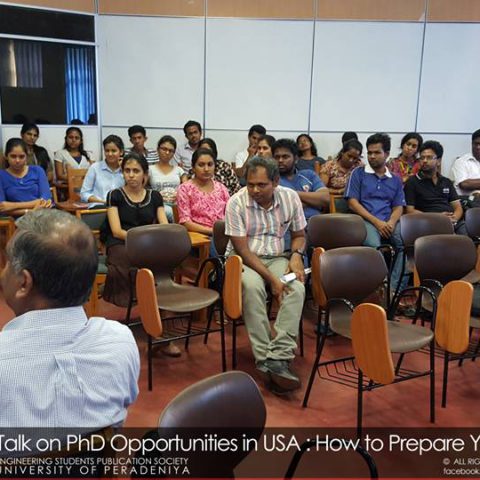 Talk on PhD Opportunities in USA : How to Prepare Y
ENGINEERING STUDENTS PUBLICATION SOCIETY
UNIVERSITY OF PERADENIYA
© ALL RIG
facebook.